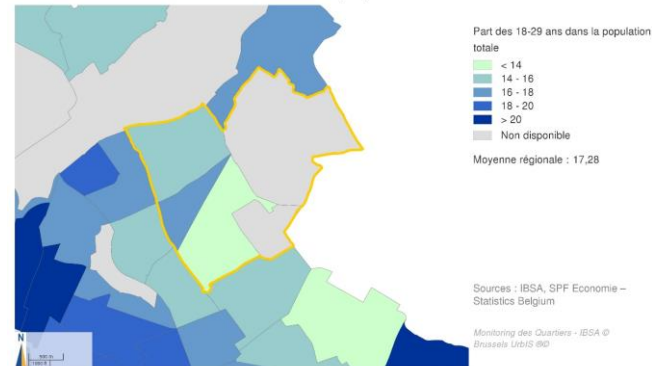 Part des 18-29 ans dans la population
totale
< 14
14 - 16
16 - 18
18 - 20
> 20
Non disponible
Moyenne régionale : 17,28
Sources : IBSA, SPF Economie –
Statistics Belgium
Monitoring des Quartiers - IBSA ©
Brussels UrbIS ®©
N